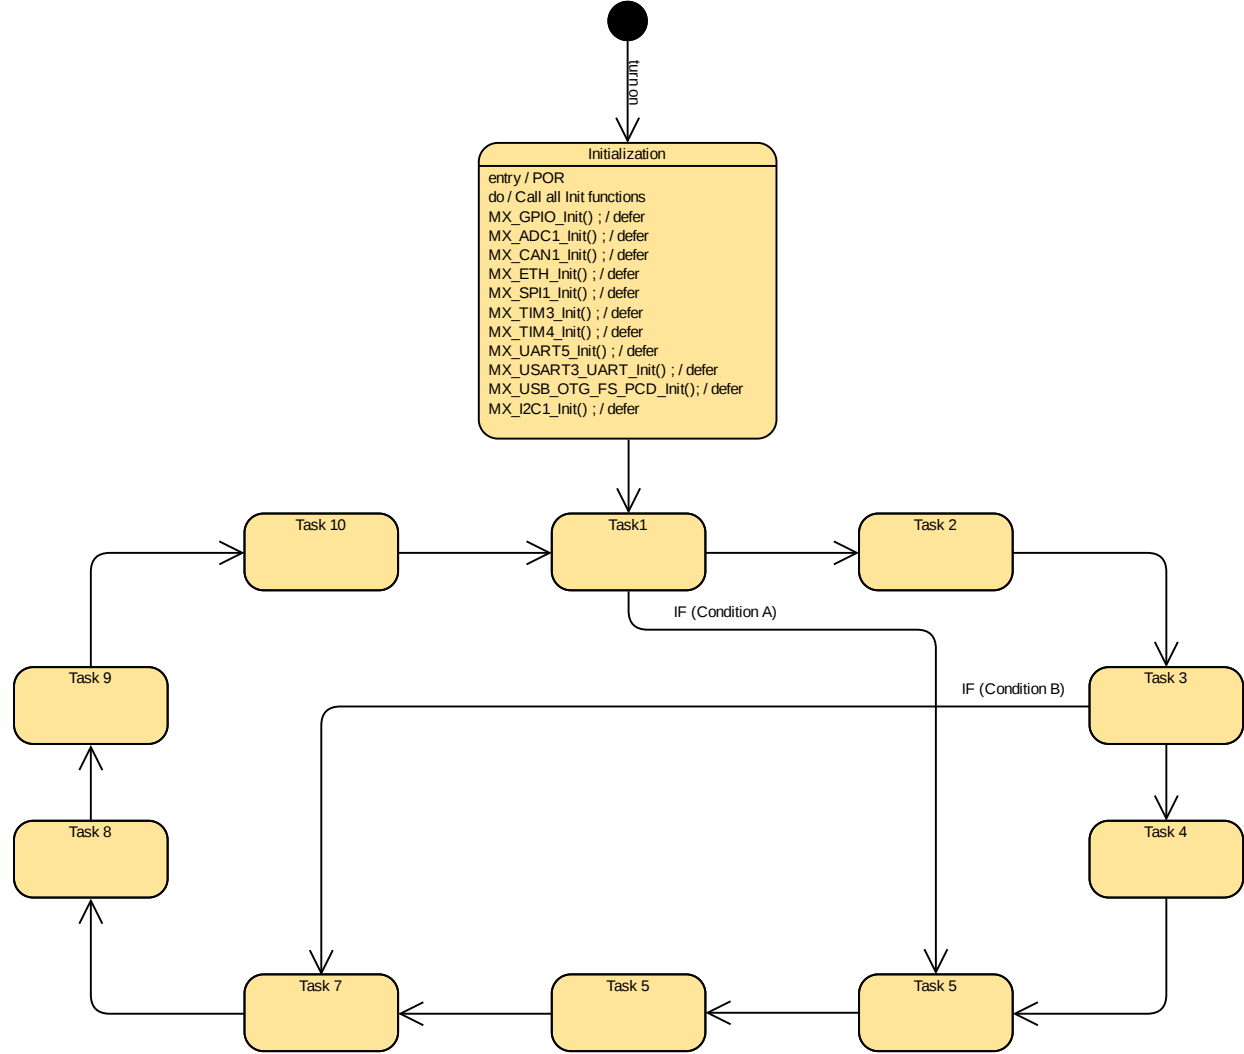 turn on
Initialization
entry / POR
do / Call all Init functions
MX_GPIO_Init() ; / defer
MX_ADC1_Init() ; / defer
MX_CAN1_Init() ; / defer
MX_ETH_Init() ; / defer
MX_SPI1_Init() ; / defer
MX_TIM3_Init() ; / defer
MX_TIM4_Init() ; / defer
MX_UART5_Init() ; / defer
MX_USART3_UART_Init() ; / defer
MX_USB_OTG_FS_PCD_Init(); / defer
MX_I2C1_Init() ; / defer
Task 10
Task1
Task 2
IF (Condition A)
Task 9
Task 3
IF (Condition B)
Task 8
Task 4
Task 7
Task 5
Task 5